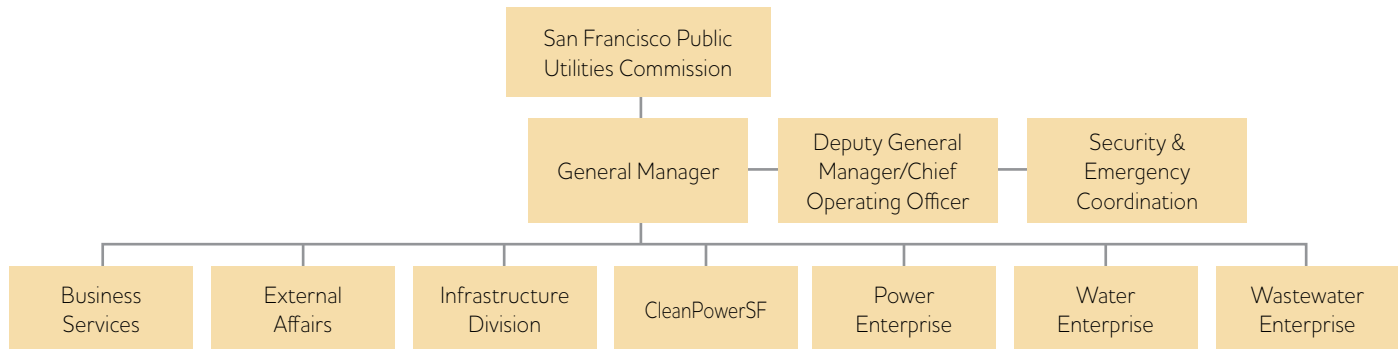 San Francisco Public
Utilities Commission
General Manager
Deputy General
Manager/Chief
Operating Officer
Security &
Emergency
Coordination
Business
Services
External
Affairs
Infrastructure
Division
CleanPowerSF
Power
Enterprise
Water
Enterprise
Wastewater
Enterprise